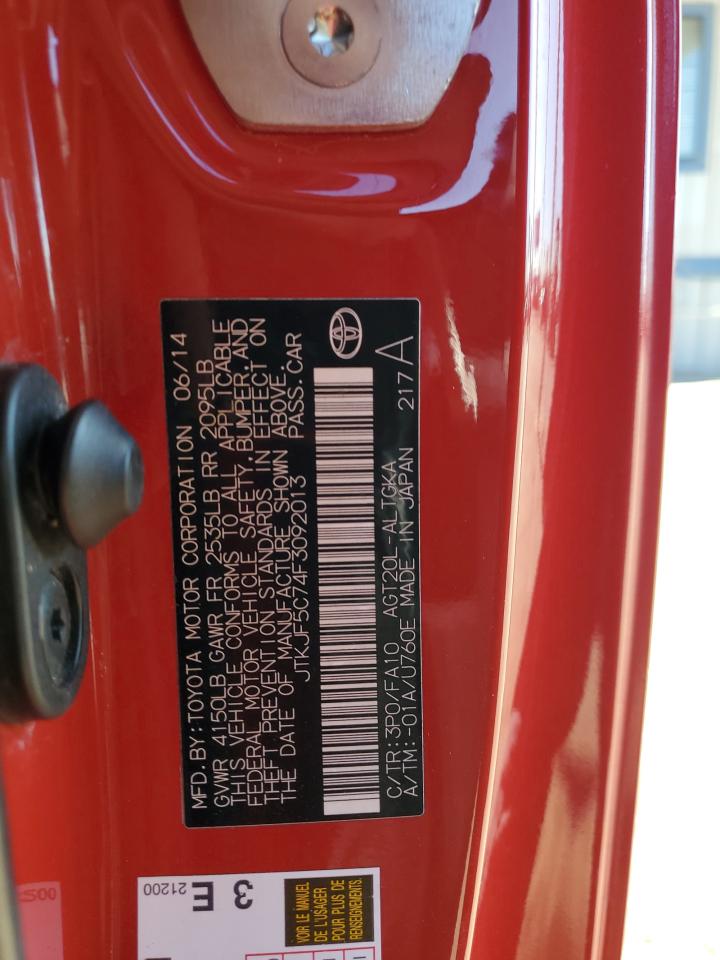 MFD.BY:TOYOTA MOTOR CORPORATION 06/14
GVWR 4150LB GAWR FR 2535LB RR 2095LB
THIS VEHICLE CONFORMS TO ALL APPLICABLE
FEDERAL MOTOR VEHICLE SAFETY,BUMPER,AND
THEFT PREVENTION STANDARDS IN EFFECT ON
THE DATE OF MANUFACTURE SHOWN ABOVE.
JTKJF5C74F3092013 PASS.CAR
C/TR:3P0/FA10 AGT20L-ALTGKA
A/TM:-01A/U760E MADE IN JAPAN 217A
3 E
21200
VOIR LE MANUEL
DE L'USAGER
POUR PLUS DE
RENSEIGNEMENTS.